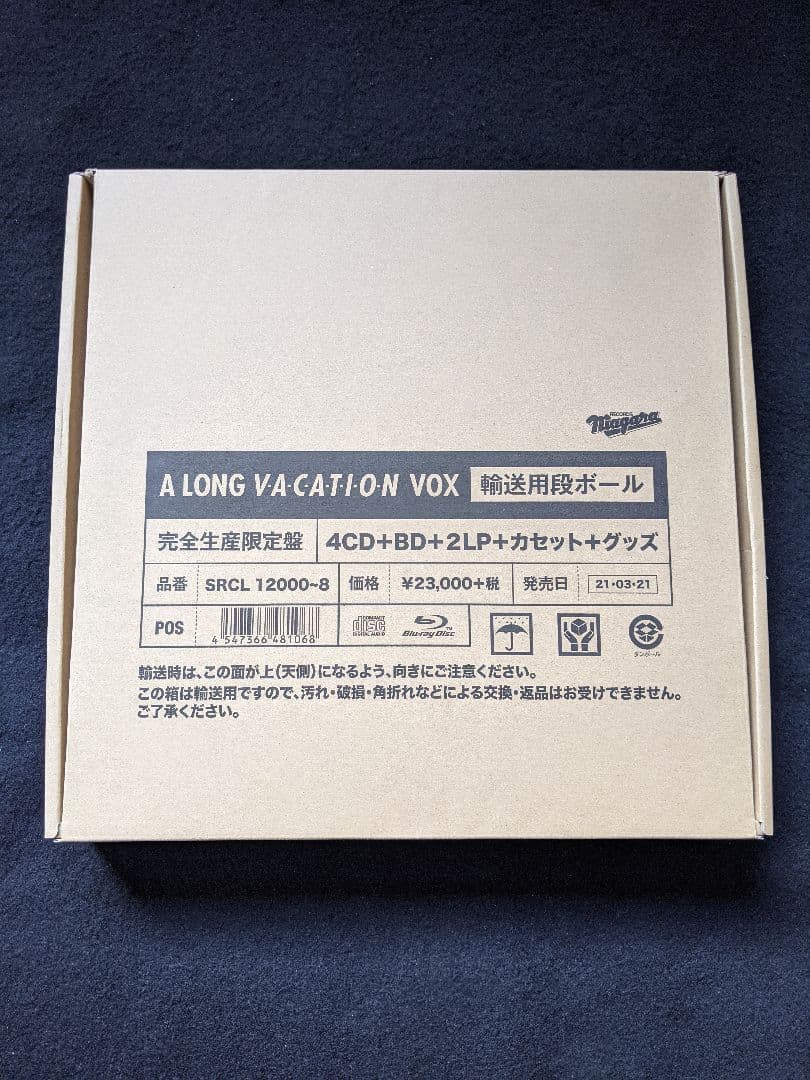 RECORDS
Niagara
A LONG V·A·C·A·T·I·O·N VOX 輸送用段ボール
完全生産限定盤 4CD+BD+2LP+カセット+グッズ
品番 SRCL 12000~8 価格 ¥23,000+税 発売日 21·03·21
POS 4 547366 481068 COMPACT disc DIGITAL AUDIO Blu-ray Disc TM ダンボール
輸送時は、この面が上(天側)になるよう、向きにご注意ください。
この箱は輸送用ですので、汚れ・破損・角折れなどによる交換・返品はお受けできません。
ご了承ください。